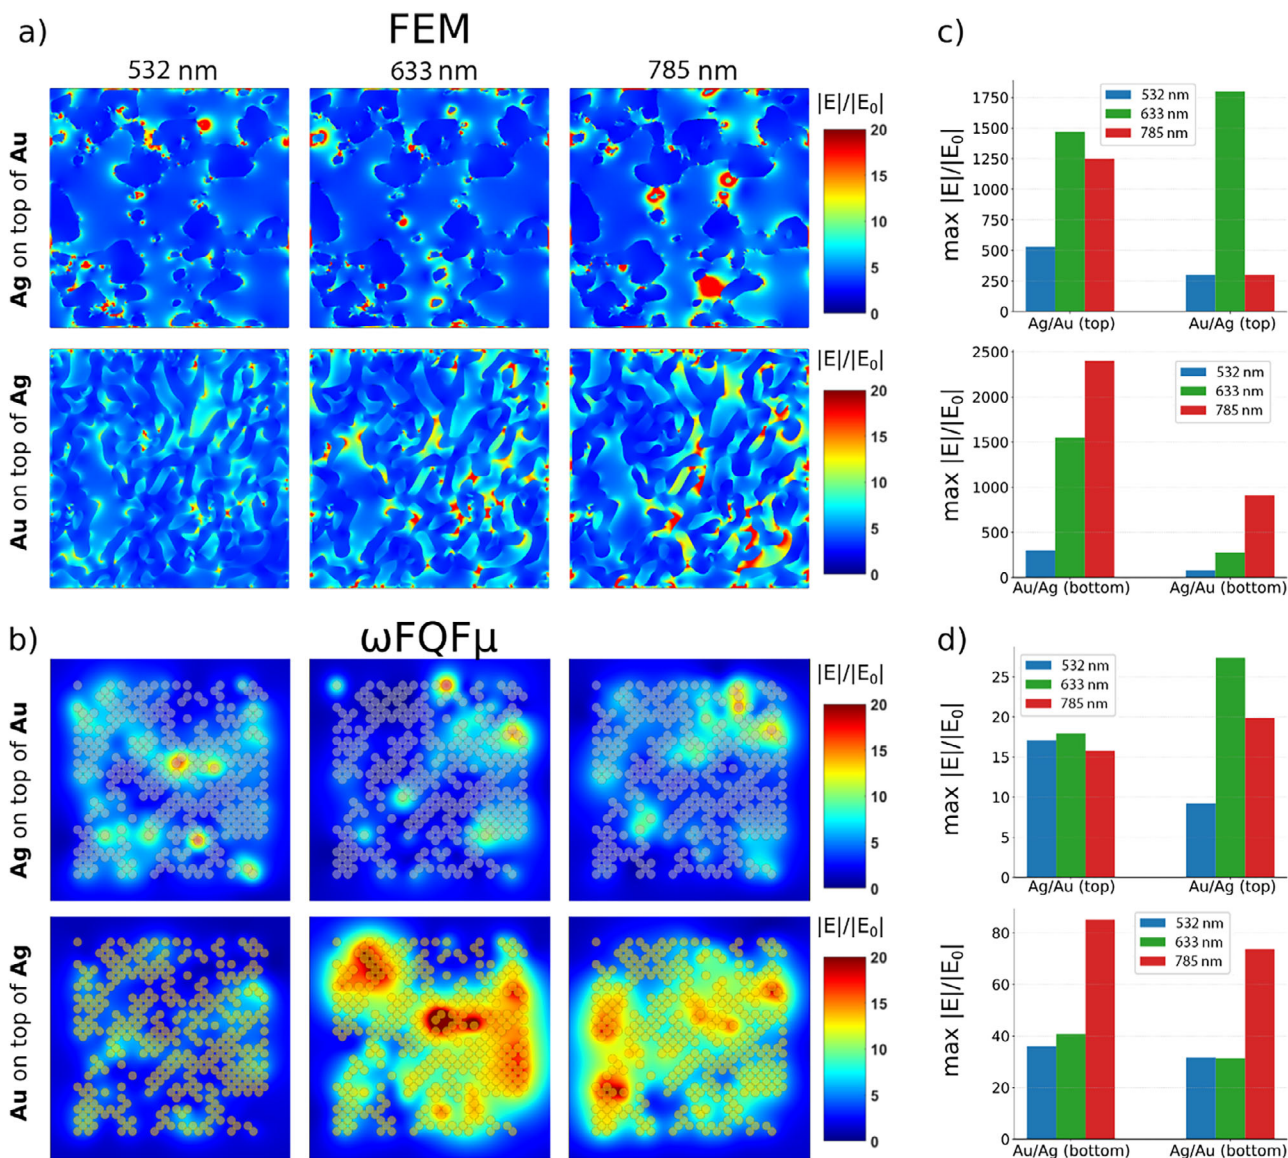 a)
FEM
532 nm
633 nm
785 nm
Ag on top of Au
|E|/|E₀|
20
15
10
5
0
Au on top of Ag
|E|/|E₀|
20
15
10
5
0
b)
ωFQFμ
Ag on top of Au
|E|/|E₀|
20
15
10
5
0
Au on top of Ag
|E|/|E₀|
20
15
10
5
0
c)
max |E|/|E₀|
1750
1500
1250
1000
750
500
250
0
532 nm
633 nm
785 nm
Ag/Au (top)
Au/Ag (top)
max |E|/|E₀|
2500
2000
1500
1000
500
0
532 nm
633 nm
785 nm
Au/Ag (bottom)
Ag/Au (bottom)
d)
max |E|/|E₀|
25
20
15
10
5
0
532 nm
633 nm
785 nm
Ag/Au (top)
Au/Ag (top)
max |E|/|E₀|
80
60
40
20
0
532 nm
633 nm
785 nm
Au/Ag (bottom)
Ag/Au (bottom)